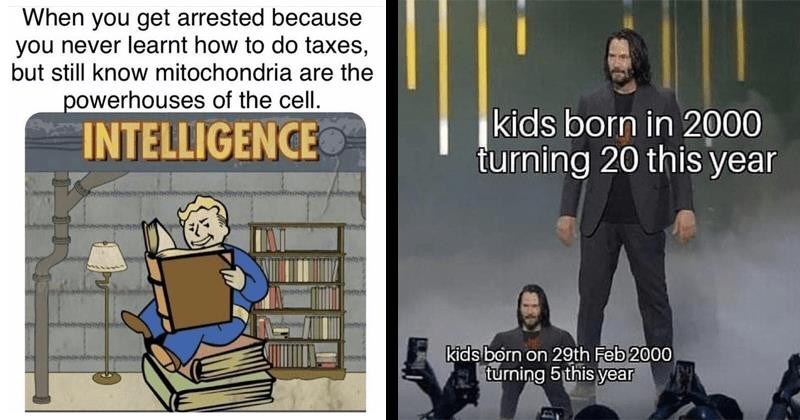 When you get arrested because
you never learnt how to do taxes,
but still know mitochondria are the
powerhouses of the cell.
INTELLIGENCE
kids born in 2000
turning 20 this year
kids born on 29th Feb 2000
turning 5 this year